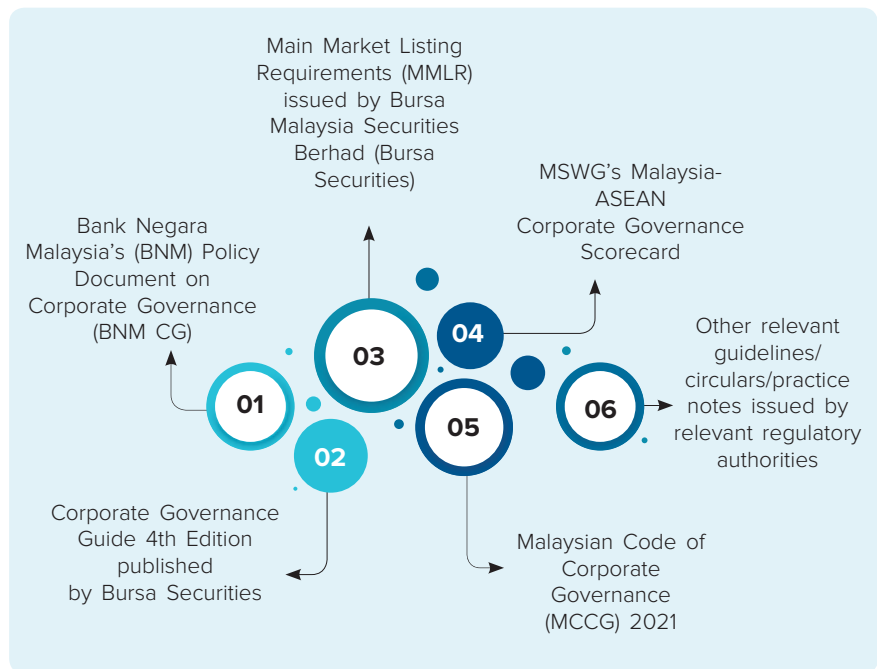 Main Market Listing
Requirements (MMLR)
issued by Bursa
Malaysia Securities
Berhad (Bursa
Securities)
MSWG's Malaysia-
ASEAN
Corporate Governance
Scorecard
Bank Negara
Malaysia's (BNM) Policy
Document on
Corporate Governance
(BNM CG)
Other relevant
guidelines/
circulars/practice
notes issued by
relevant regulatory
authorities
01
02
03
04
05
06
Corporate Governance
Guide 4th Edition
published
by Bursa Securities
Malaysian Code of
Corporate
Governance
(MCCG) 2021